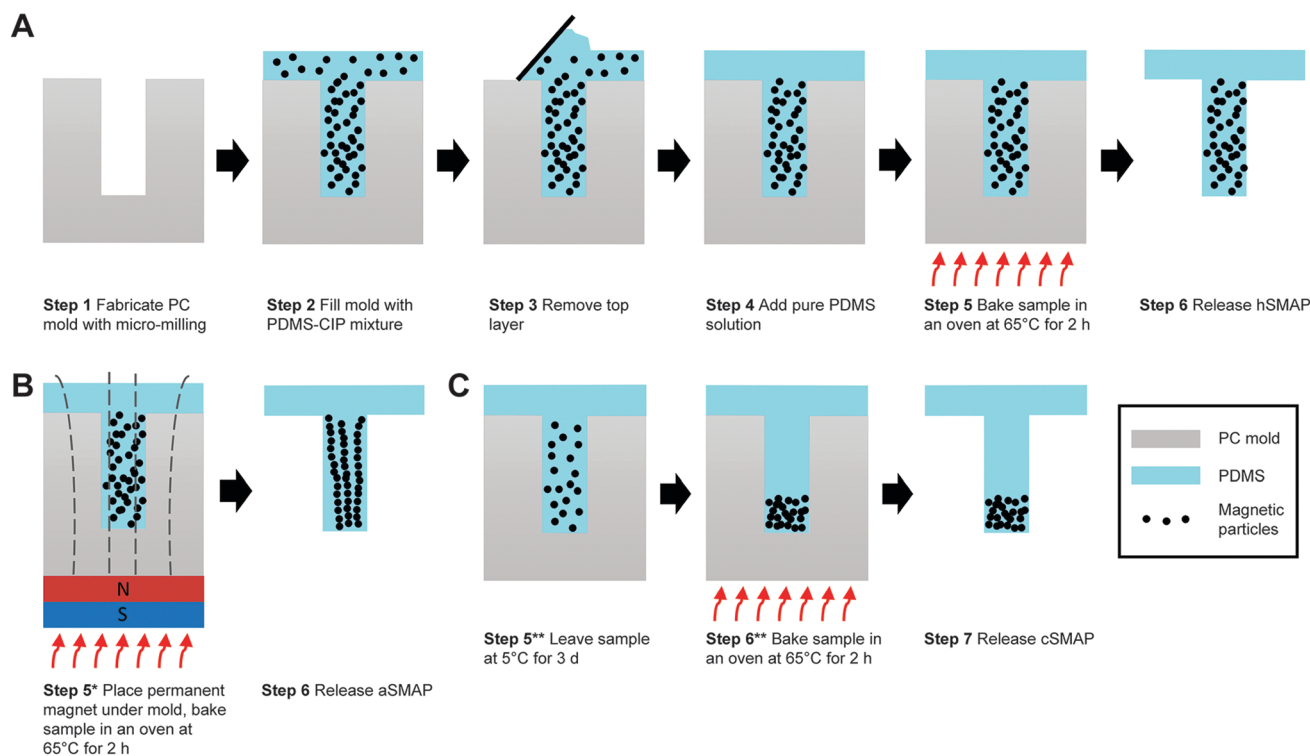 A
Step 1 Fabricate PC
mold with micro-milling
Step 2 Fill mold with
PDMS-CIP mixture
Step 3 Remove top
layer
Step 4 Add pure PDMS
solution
Step 5 Bake sample in
an oven at 65°C for 2 h
Step 6 Release hSMAP
B
N
S
Step 5* Place permanent
magnet under mold, bake
sample in an oven at
65°C for 2 h
Step 6 Release aSMAP
C
Step 5** Leave sample
at 5°C for 3 d
Step 6** Bake sample in
an oven at 65°C for 2 h
Step 7 Release cSMAP
PC mold
PDMS
Magnetic
particles